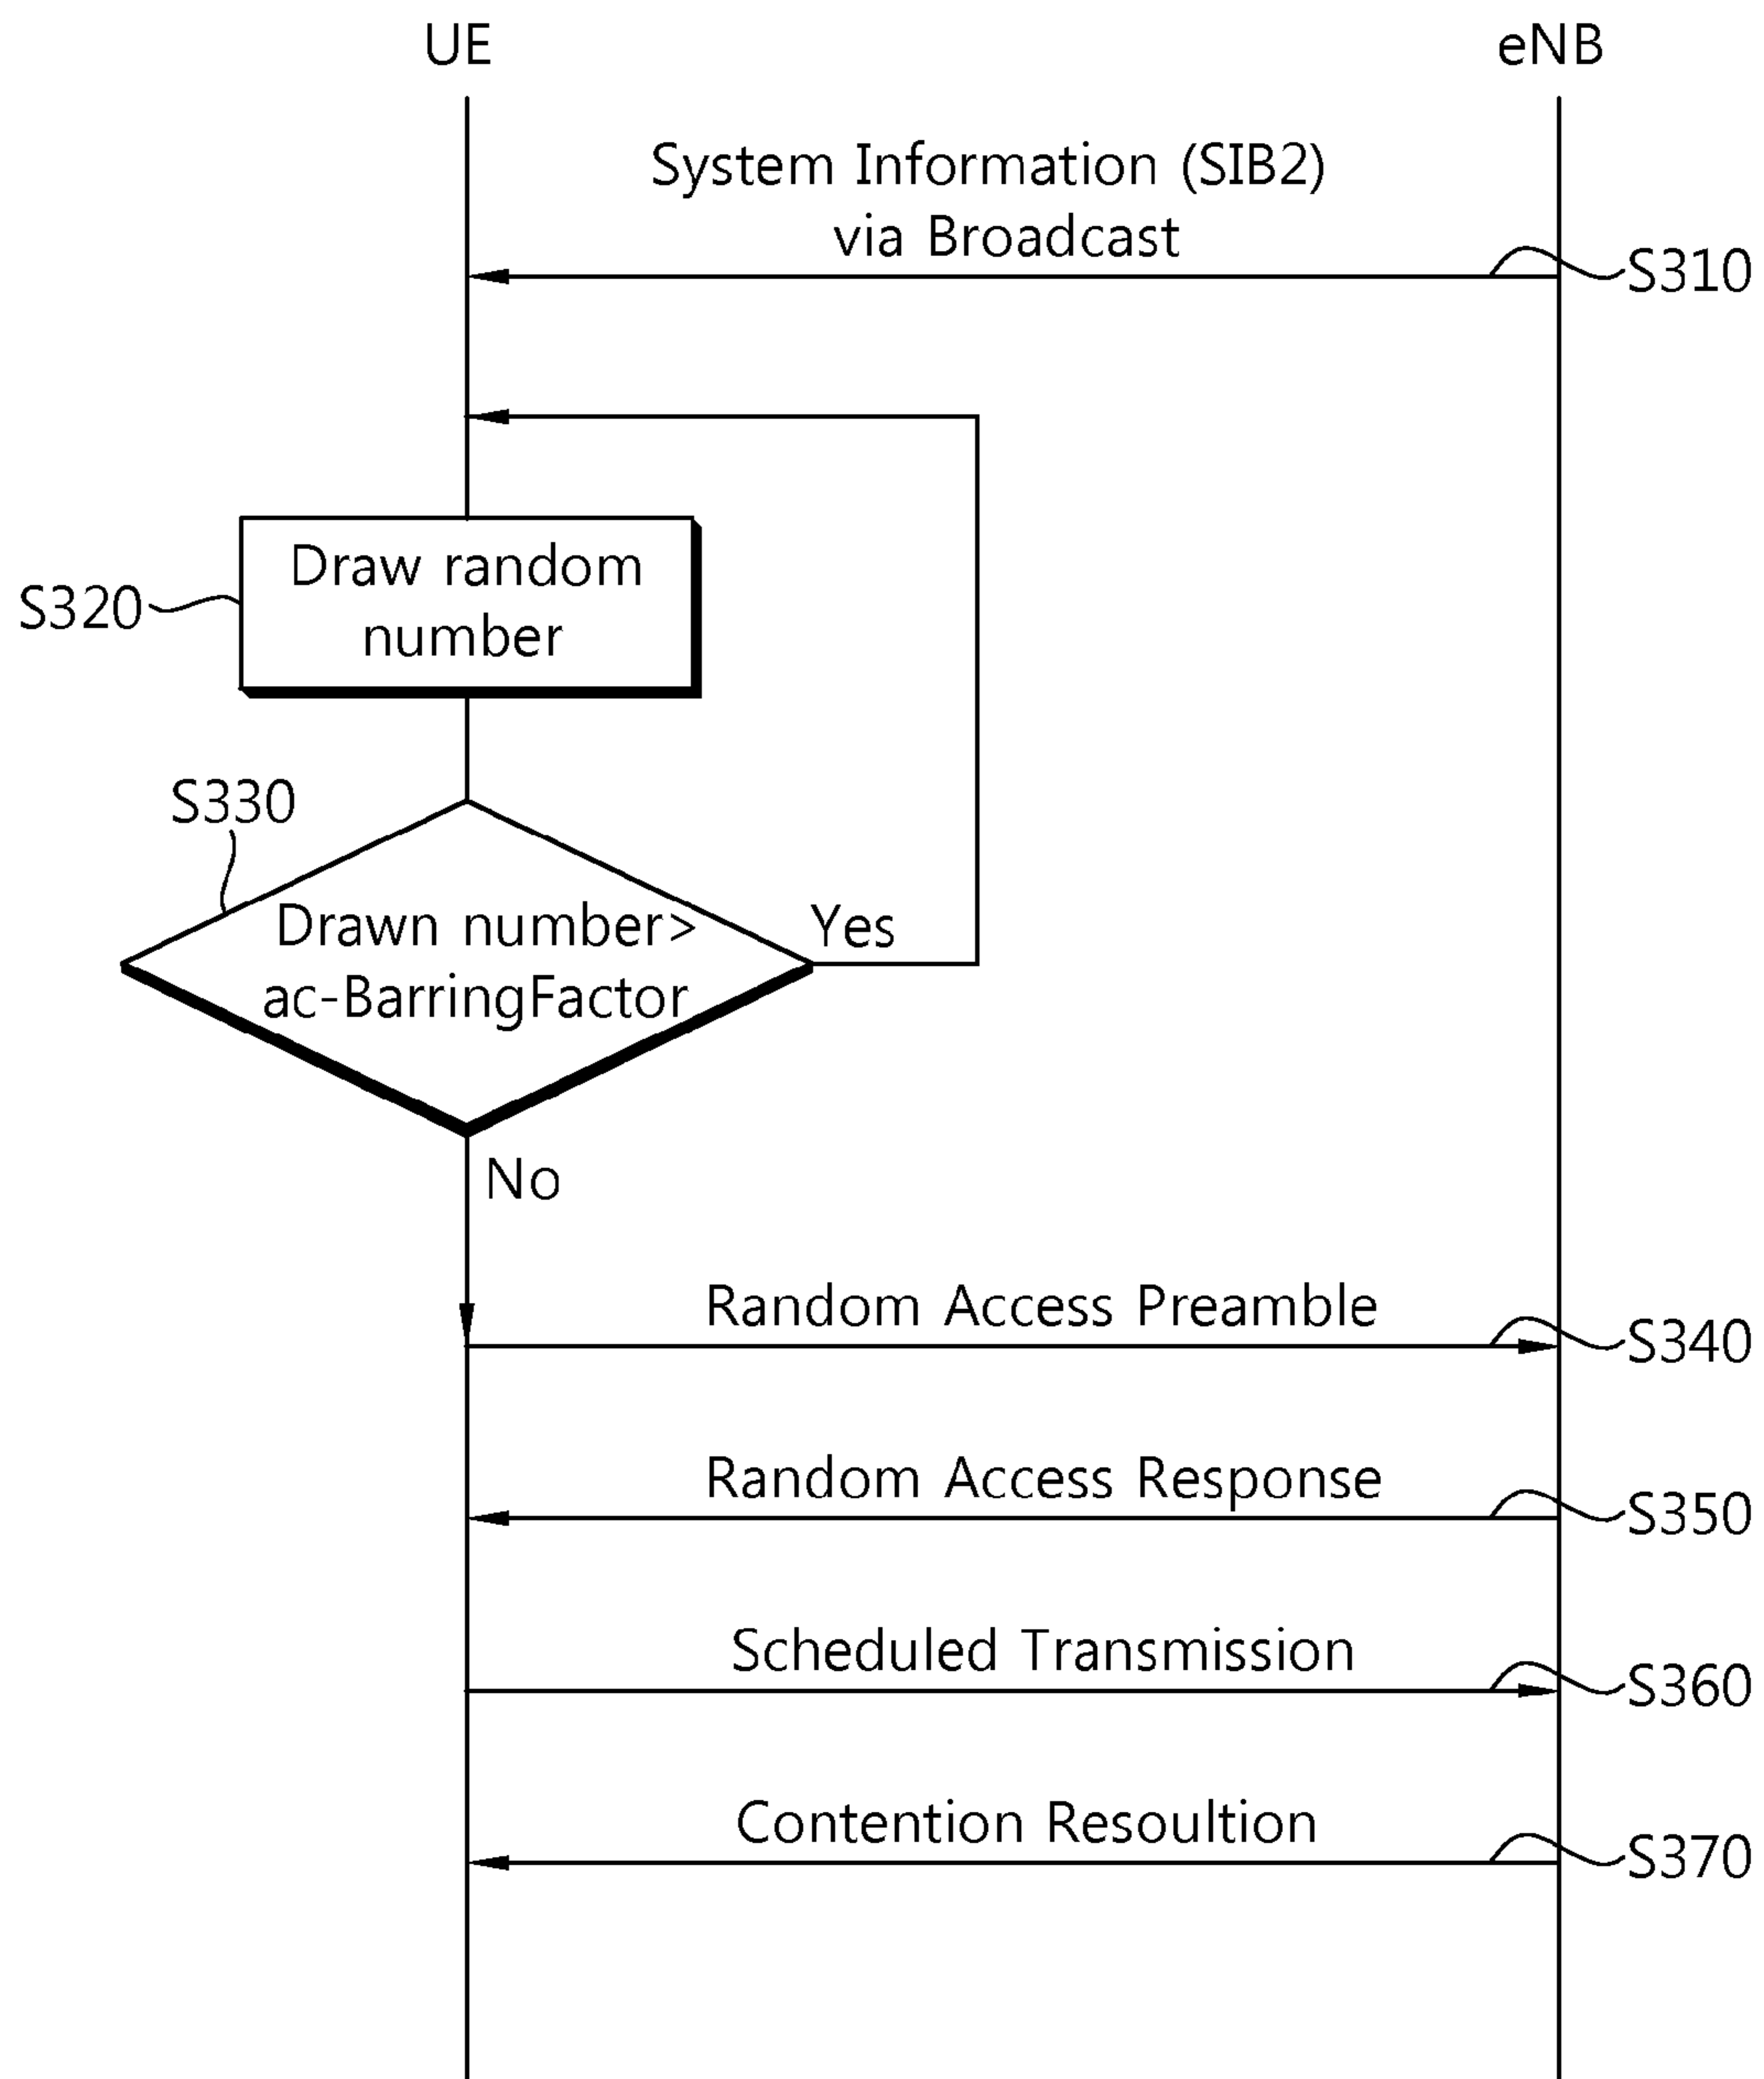 UE
eNB
System Information (SIB2)
via Broadcast
S310
Draw random
number
S320
S330
Drawn number>
ac-BarringFactor
Yes
No
Random Access Preamble
S340
Random Access Response
S350
Scheduled Transmission
S360
Contention Resoultion
S370